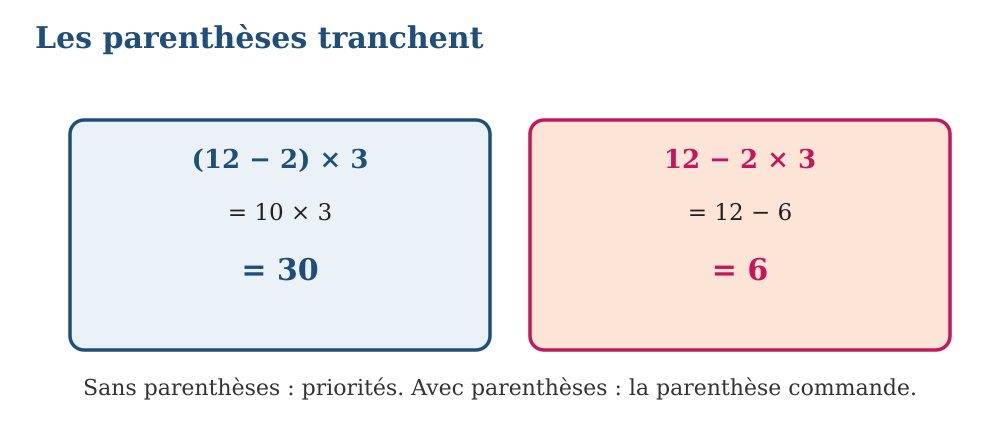 Les parenthèses tranchent
(12 − 2) × 3
= 10 × 3
= 30
12 − 2 × 3
= 12 − 6
= 6
Sans parenthèses : priorités. Avec parenthèses : la parenthèse commande.